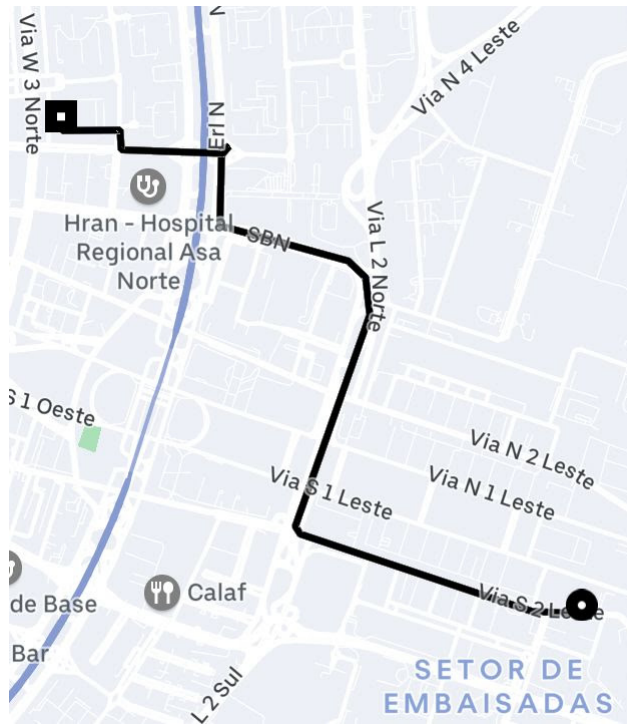 Via W 3 Norte
Erl N
Via N 4 Leste
Hran - Hospital
Regional Asa
Norte
SBN
Via L 2 Norte
S 1 Oeste
Via N 2 Leste
Via N 1 Leste
Via S 1 Leste
de Base
Calaf
Via S 2 Leste
Bar
L 2 Sul
SETOR DE
EMBAISADAS